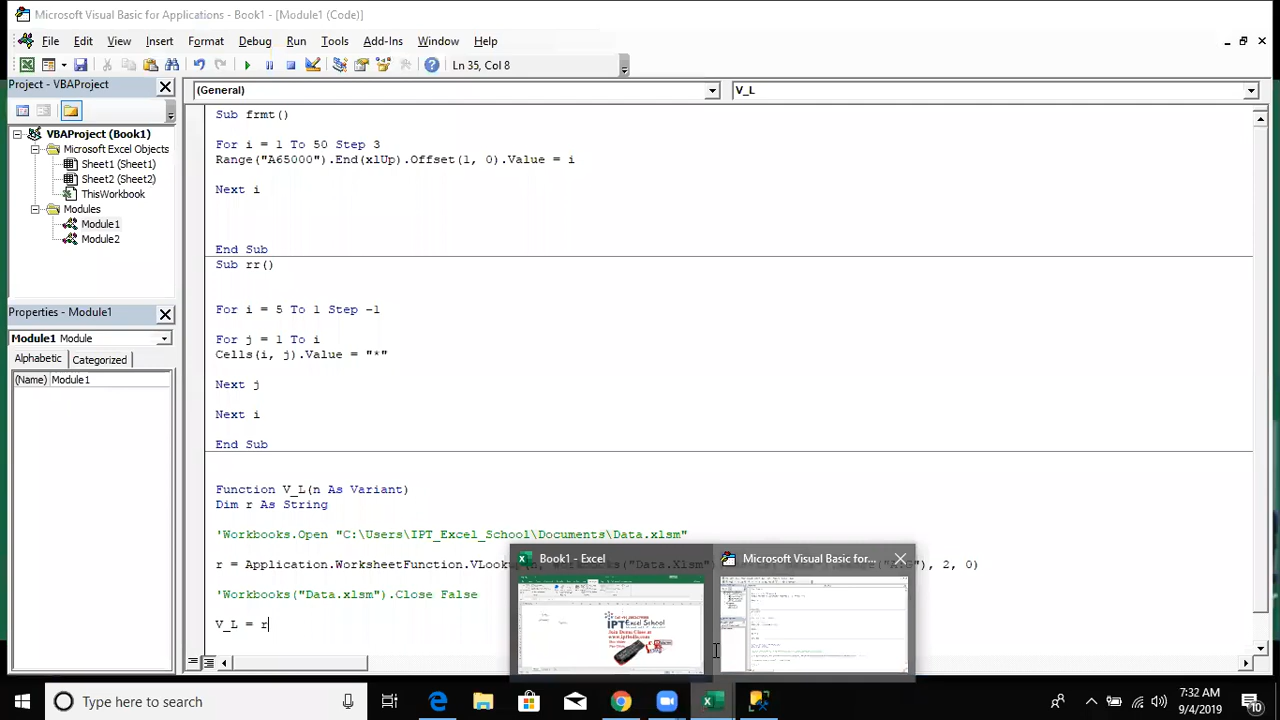 Microsoft Visual Basic for Applications - Book1 - [Module1 (Code)]
File Edit View Insert Format Debug Run Tools Add-Ins Window Help
Ln 35, Col 8
Project - VBAProject
(General)
V_L
VBAProject (Book1)
Microsoft Excel Objects
Sheet1 (Sheet1)
Sheet2 (Sheet2)
ThisWorkbook
Modules
Module1
Module2
Properties - Module1
Module1 Module
Alphabetic Categorized
(Name) Module1
Sub frmt()
For i = 1 To 50 Step 3
Range("A65000").End(xlUp).Offset(1, 0).Value = i
Next i
End Sub
Sub rr()
For i = 5 To 1 Step -1
For j = 1 To i
Cells(i, j).Value = "*"
Next j
Next i
End Sub
Function V_L(n As Variant)
Dim r As String
'Workbooks.Open "C:\Users\IPT_Excel_School\Documents\Data.xlsm"
r = Application.WorksheetFunction.VLooku
), 2, 0)
'Workbooks("Data.xlsm").Close False
V_L = r
Book1 - Excel
Microsoft Visual Basic for...
IPT Excel School
Join Demo Class at
Type here to search
7:32 AM
9/4/2019
10